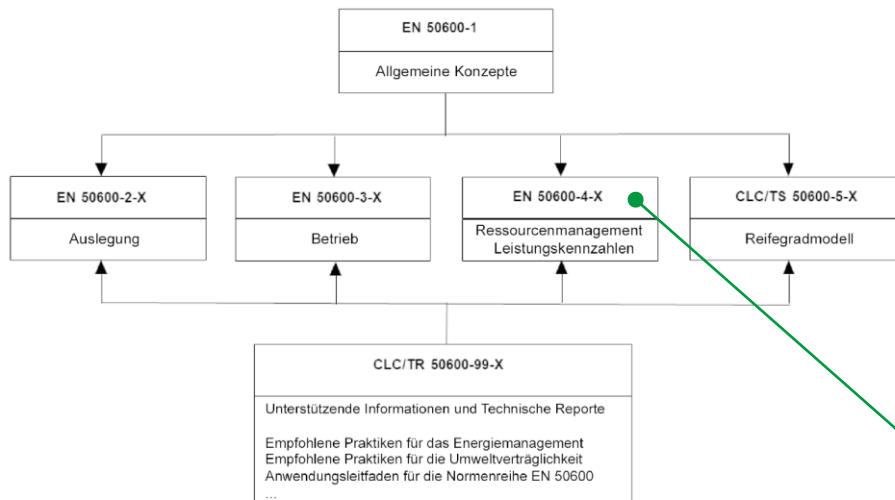 EN 50600-1
Allgemeine Konzepte
EN 50600-2-X
Auslegung
EN 50600-3-X
Betrieb
EN 50600-4-X
Ressourcenmanagement
Leistungskennzahlen
CLC/TS 50600-5-X
Reifegradmodell
CLC/TR 50600-99-X
Unterstützende Informationen und Technische Reporte
Empfohlene Praktiken für das Energiemanagement
Empfohlene Praktiken für die Umweltverträglichkeit
Anwendungsleitfaden für die Normenreihe EN 50600
...